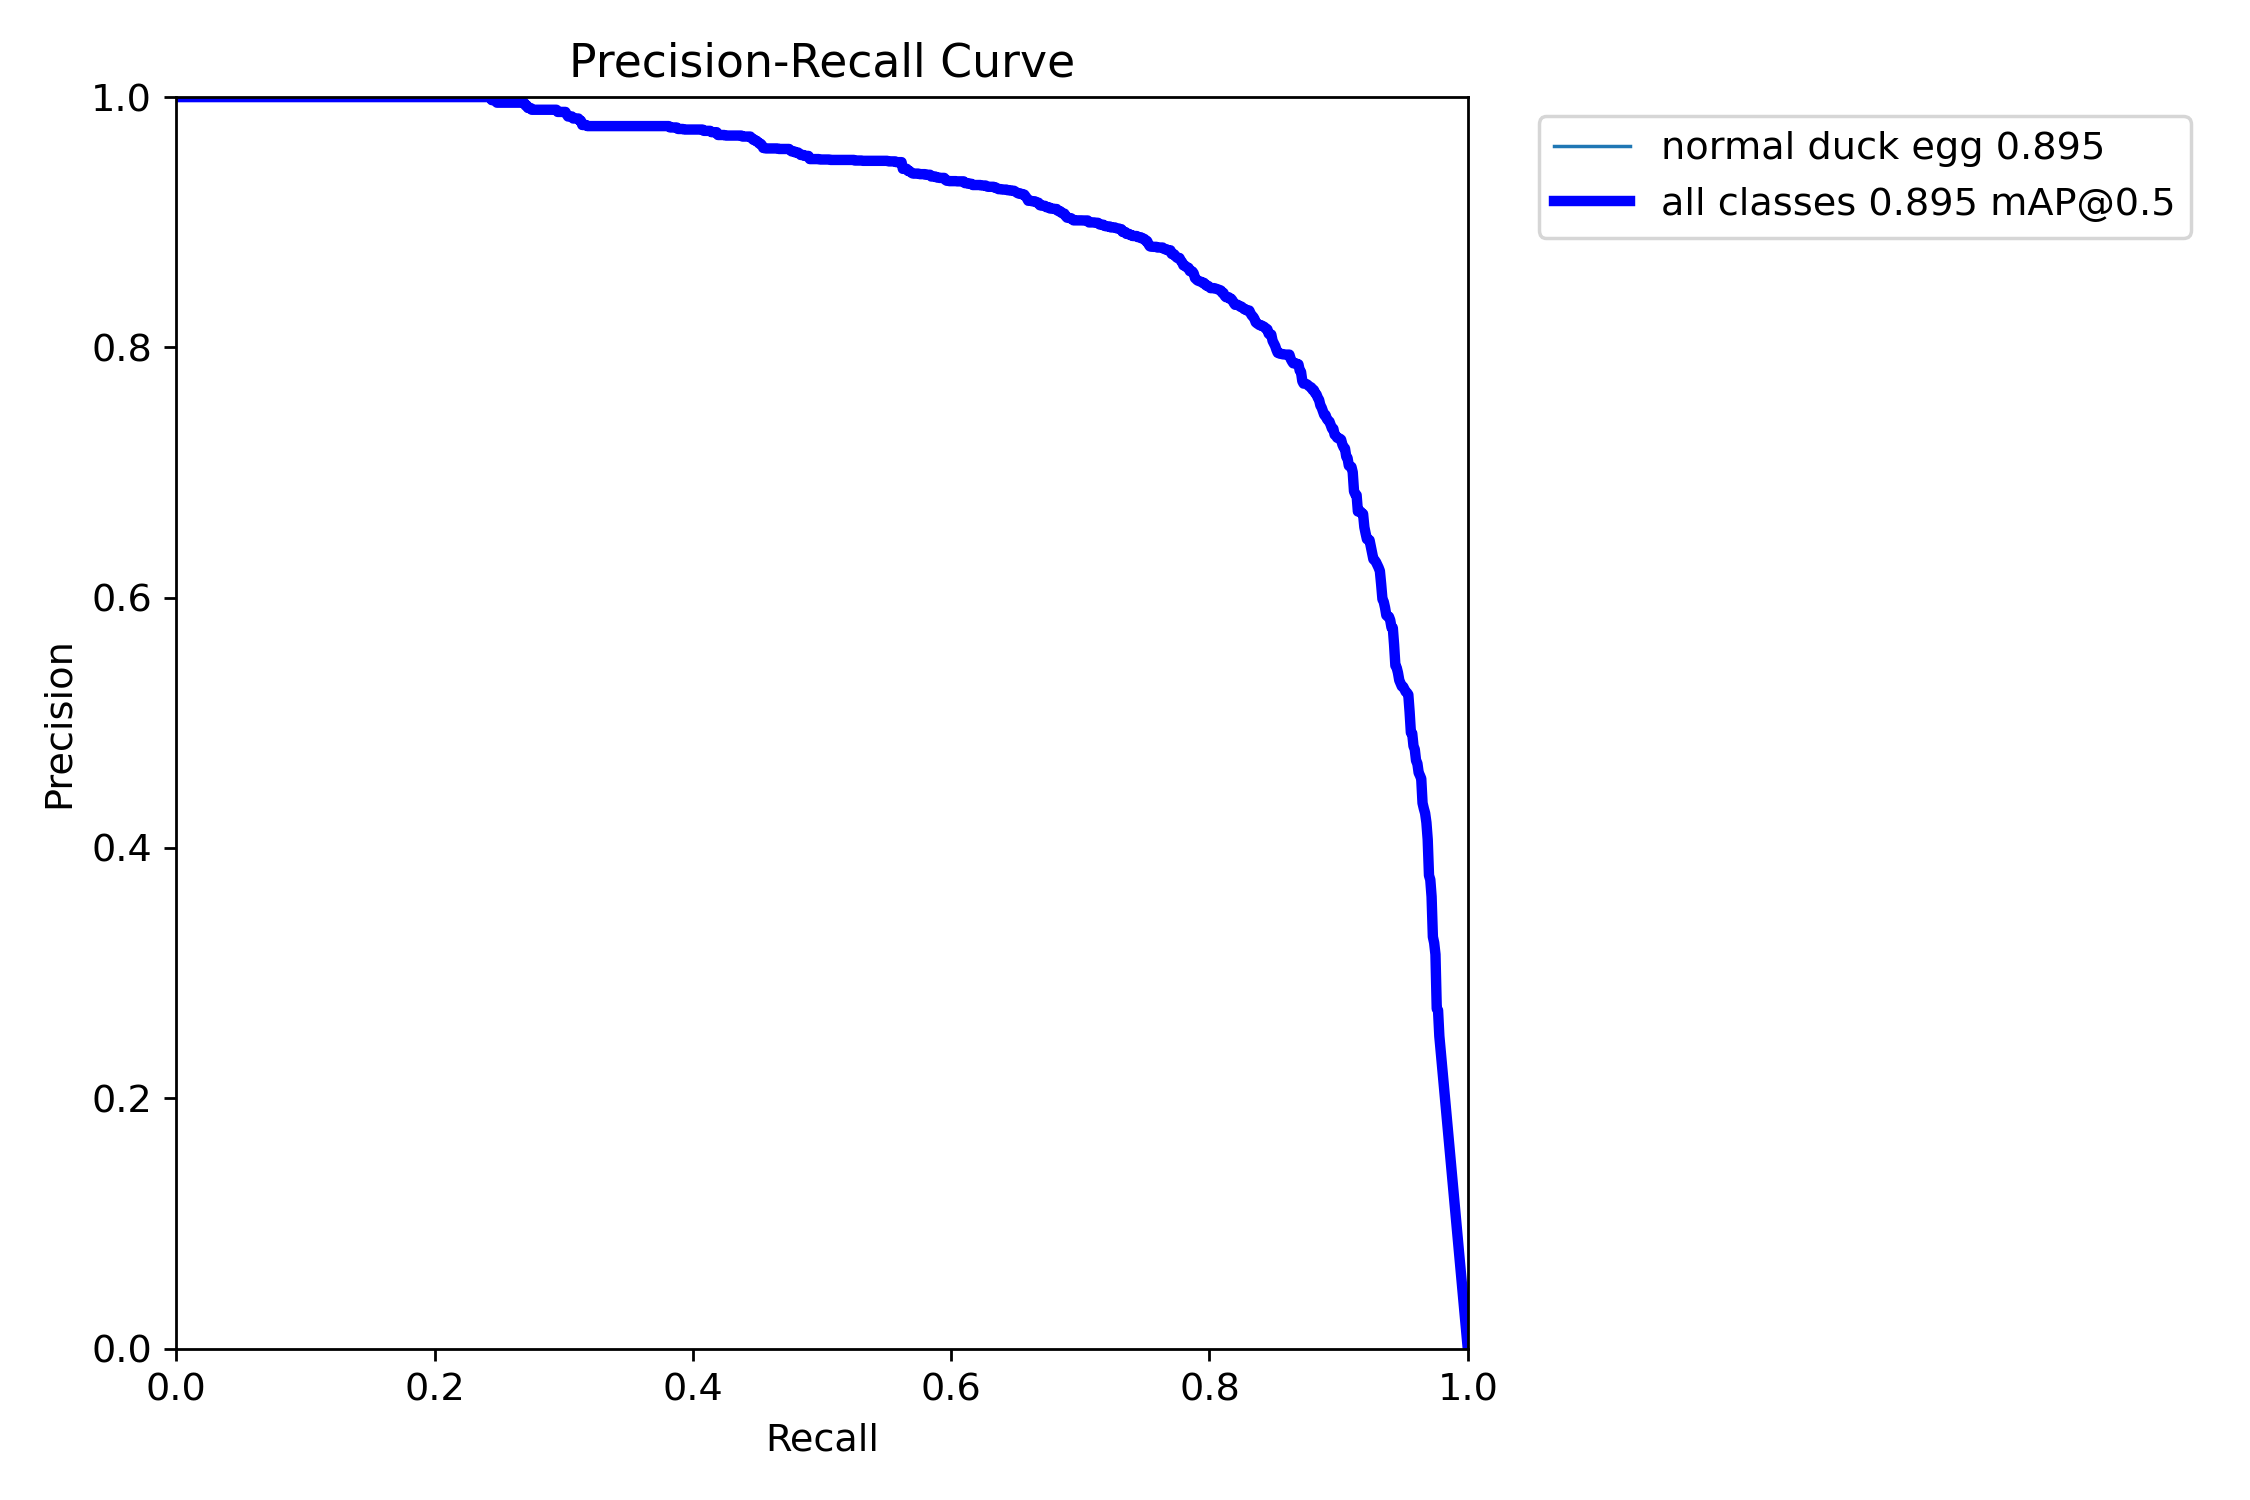 Precision-Recall Curve
normal duck egg 0.895
all classes 0.895 mAP@0.5
Precision
1.0
0.8
0.6
0.4
0.2
0.0
0.0 0.2 0.4 0.6 0.8 1.0
Recall